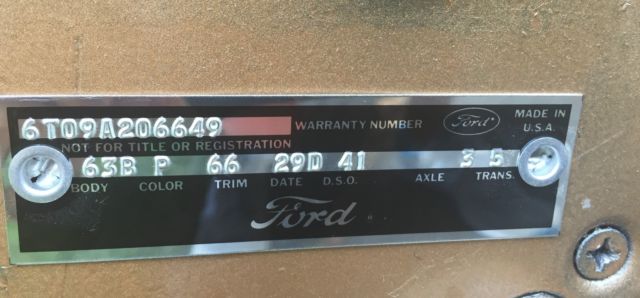 6T09A206649 WARRANTY NUMBER Ford MADE IN U.S.A.
NOT FOR TITLE OR REGISTRATION
63B P 66 29D 41 3 5
BODY COLOR TRIM DATE D.S.O. AXLE TRANS.
Ford